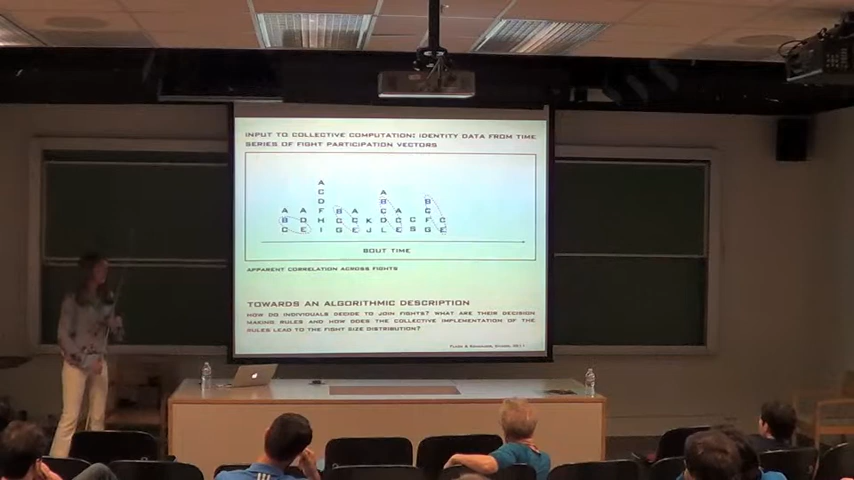 INPUT TO COLLECTIVE COMPUTATION: IDENTITY DATA FROM TIME
SERIES OF FIGHT PARTICIPATION VECTORS
A
C A
D B B
A A F B A C C A C
B D H C C K D C C F C
C E I G E J L E S G E
BOUT TIME
APPARENT CORRELATION ACROSS FIGHTS
TOWARDS AN ALGORITHMIC DESCRIPTION
HOW DO INDIVIDUALS DECIDE TO JOIN FIGHTS? WHAT ARE THEIR DECISION
MAKING RULES AND HOW DOES THE COLLECTIVE IMPLEMENTATION OF THE
RULES LEAD TO THE FIGHT SIZE DISTRIBUTION?